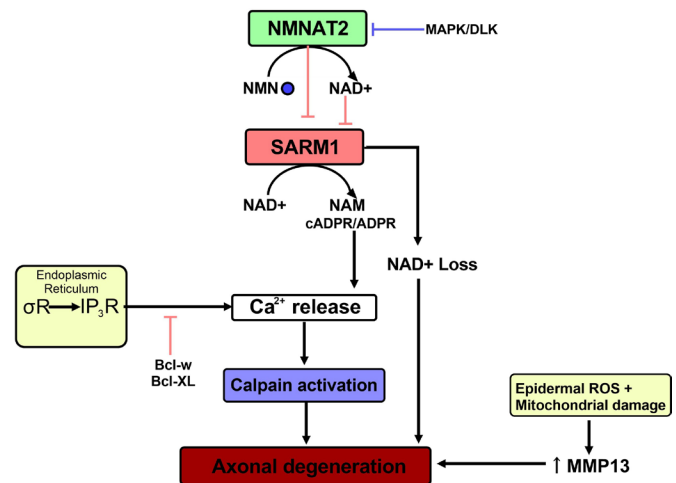 NMNAT2
MAPK/DLK
NMN
NAD+
SARM1
NAD+
NAM
cADPR/ADPR
NAD+ Loss
Endoplasmic
Reticulum
σR IP₃R
Ca²⁺ release
Bcl-w
Bcl-XL
Calpain activation
Epidermal ROS +
Mitochondrial damage
Axonal degeneration
↑ MMP13